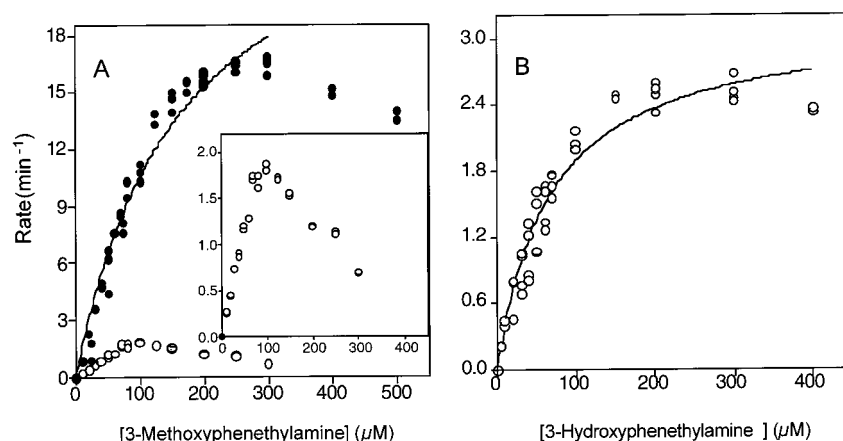 A
Rate (min⁻¹)
18
15
12
9
6
3
0
2.0
1.5
1.0
0.5
0.0
0 100 200 300 400
0 100 200 300 400 500
[3-Methoxyphenethylamine] (µM)
B
3.0
2.4
1.8
1.2
0.6
0.0
0 100 200 300 400
[3-Hydroxyphenethylamine ] (µM)